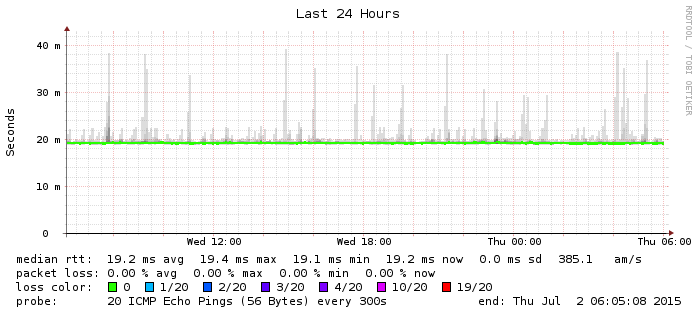 Last 24 Hours
RRDTOOL / TOBI OETIKER
Seconds
40 m
30 m
20 m
10 m
0
Wed 12:00 Wed 18:00 Thu 00:00 Thu 06:00
median rtt: 19.2 ms avg 19.4 ms max 19.1 ms min 19.2 ms now 0.0 ms sd 385.1 am/s
packet loss: 0.00 % avg 0.00 % max 0.00 % min 0.00 % now
loss color: 0 1/20 2/20 3/20 4/20 10/20 19/20
probe: 20 ICMP Echo Pings (56 Bytes) every 300s end: Thu Jul 2 06:05:08 2015